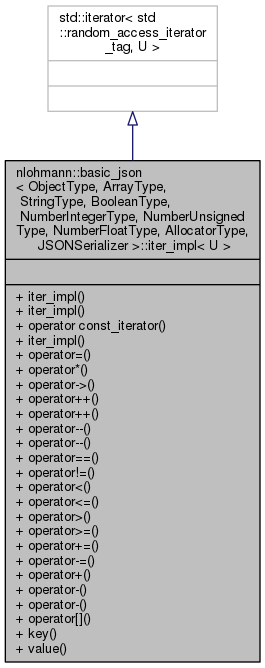 std::iterator< std
::random_access_iterator
_tag, U >
nlohmann::basic_json
< ObjectType, ArrayType,
StringType, BooleanType,
NumberIntegerType, NumberUnsigned
Type, NumberFloatType, AllocatorType,
JSONSerializer >::iter_impl< U >
+ iter_impl()
+ iter_impl()
+ operator const_iterator()
+ iter_impl()
+ operator=()
+ operator*()
+ operator->()
+ operator++()
+ operator++()
+ operator--()
+ operator--()
+ operator==()
+ operator!=()
+ operator<()
+ operator<=()
+ operator>()
+ operator>=()
+ operator+=()
+ operator-=()
+ operator+()
+ operator-()
+ operator-()
+ operator[]()
+ key()
+ value()